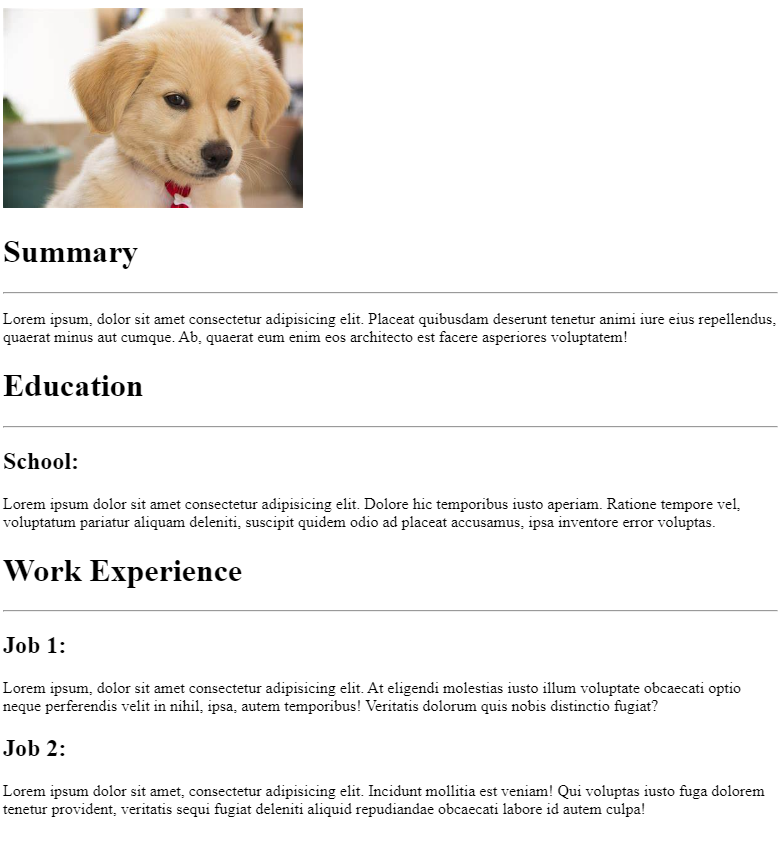 Summary
Lorem ipsum, dolor sit amet consectetur adipisicing elit. Placeat quibusdam deserunt tenetur animi iure eius repellendus,
quaerat minus aut cumque. Ab, quaerat eum enim eos architecto est facere asperiores voluptatem!
Education
School:
Lorem ipsum dolor sit amet consectetur adipisicing elit. Dolore hic temporibus iusto aperiam. Ratione tempore vel,
voluptatum pariatur aliquam deleniti, suscipit quidem odio ad placeat accusamus, ipsa inventore error voluptas.
Work Experience
Job 1:
Lorem ipsum, dolor sit amet consectetur adipisicing elit. At eligendi molestias iusto illum voluptate obcaecati optio
neque perferendis velit in nihil, ipsa, autem temporibus! Veritatis dolorum quis nobis distinctio fugiat?
Job 2:
Lorem ipsum dolor sit amet, consectetur adipisicing elit. Incidunt mollitia est veniam! Qui voluptas iusto fuga dolorem
tenetur provident, veritatis sequi fugiat deleniti aliquid repudiandae obcaecati labore id autem culpa!